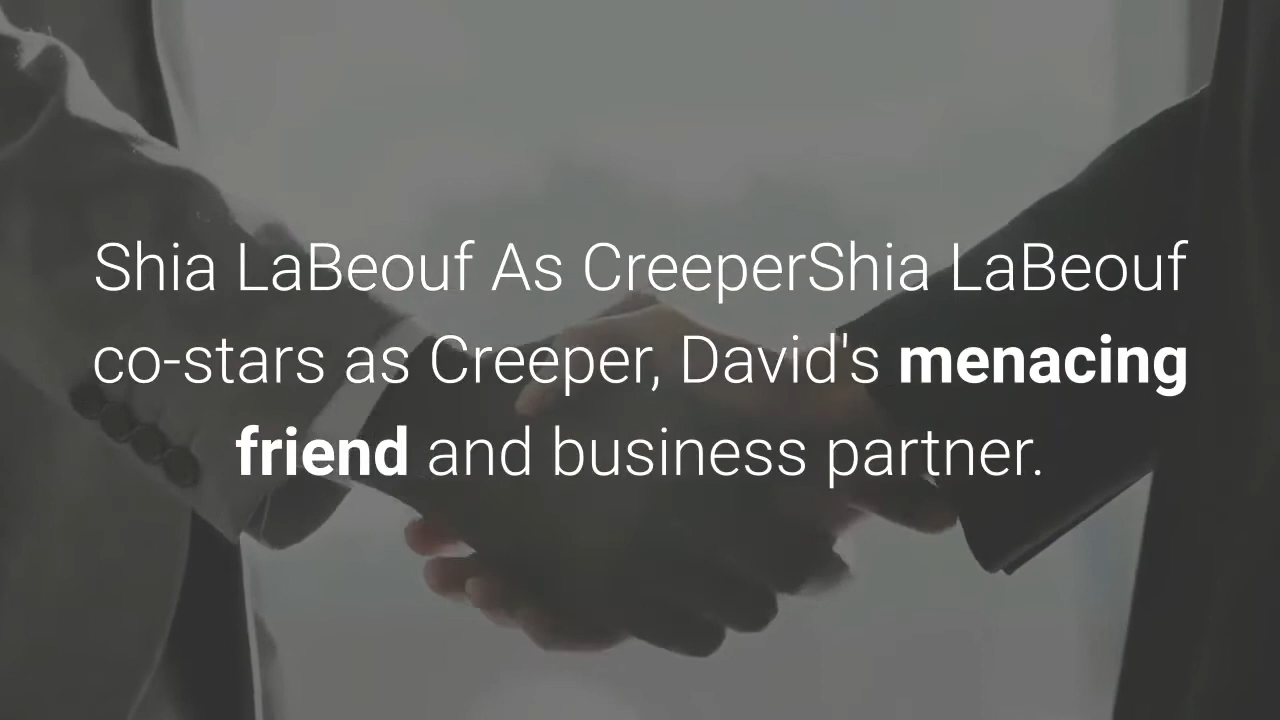 Shia LaBeouf As CreeperShia LaBeouf
co-stars as Creeper, David's menacing
friend and business partner.